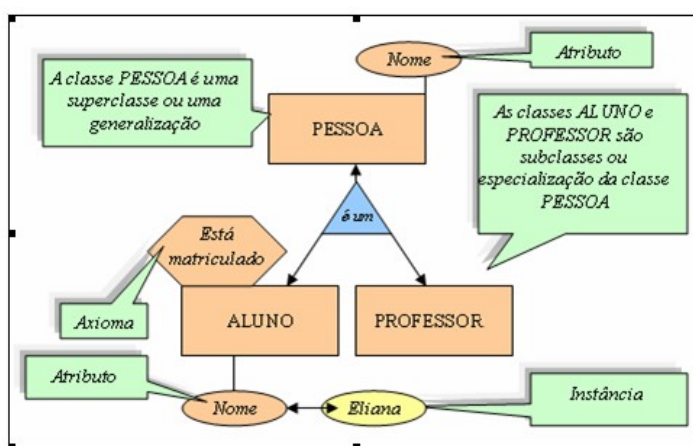 Nome
Atributo
A classe PESSOA é uma
superclasse ou uma
generalização
PESSOA
As classes ALUNO e
PROFESSOR são
subclasses ou
especialização da classe
PESSOA
é um
Está
matriculado
Axioma
ALUNO
PROFESSOR
Atributo
Nome
Eliana
Instância